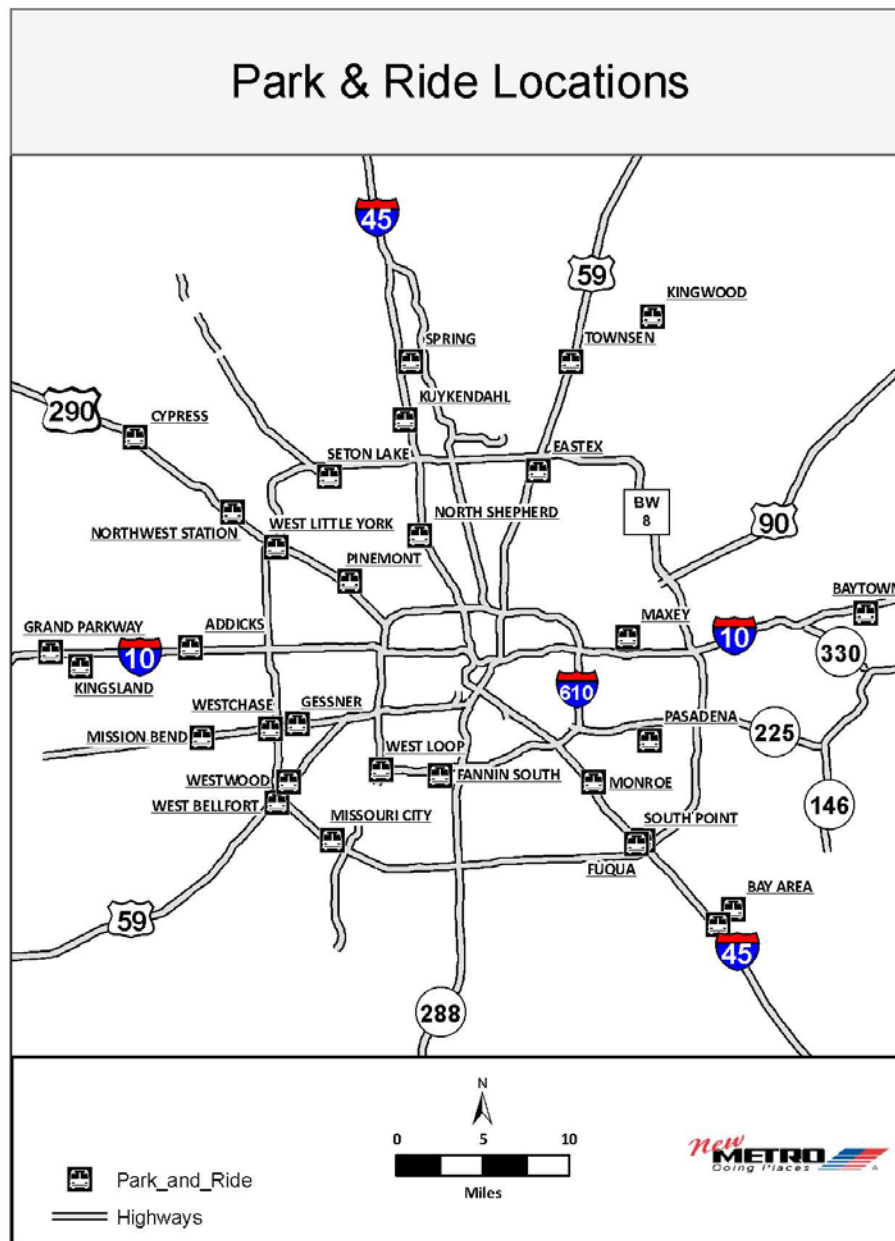 Park & Ride Locations
45
59
KINGWOOD
SPRING
TOWNSEN
KUYKENDAHL
290
CYPRESS
SETON LAKE
EASTEX
BW
8
90
NORTHWEST STATION
WEST LITTLE YORK
NORTH SHEPHERD
PINEMONT
BAYTOWN
GRAND PARKWAY
ADDICKS
MAXEY
10
10
330
KINGSLAND
610
WESTCHASE
GESSNER
MISSION BEND
PASADENA
225
WEST LOOP
WESTWOOD
FANNIN SOUTH
MONROE
146
WEST BELLFORT
MISSOURI CITY
SOUTH POINT
FUQUA
BAY AREA
59
45
288
N
0 5 10
Miles
Park_and_Ride
Highways
New
METRO
Going Places